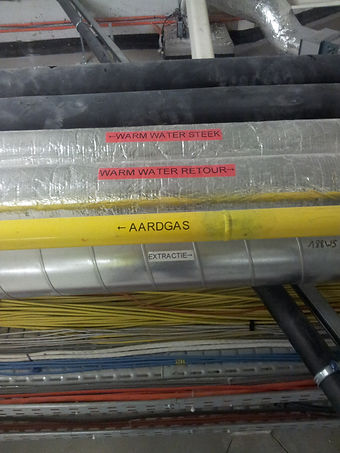 ←WARM WATER STEEK
WARM WATER RETOUR→
← AARDGAS
EXTRACTIE→